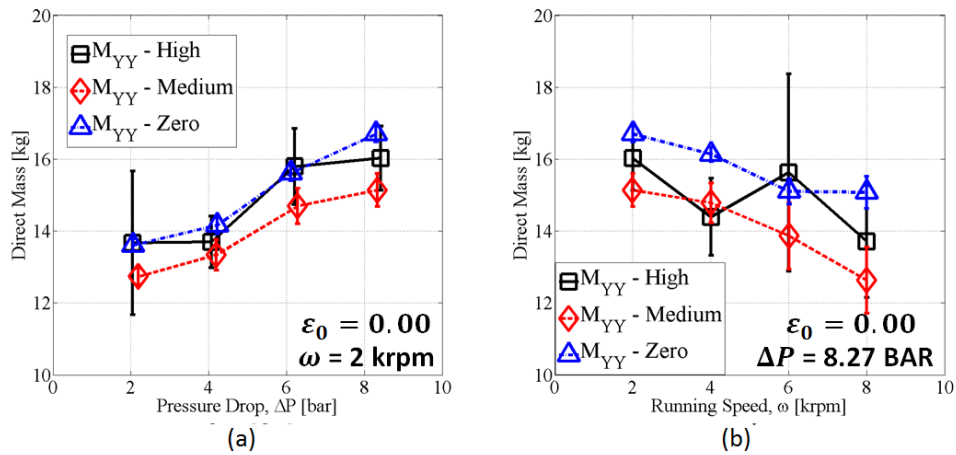 20
18
16
14
12
10
Direct Mass [kg]
M_YY - High
M_YY - Medium
M_YY - Zero
ε₀ = 0.00
ω = 2 krpm
0 2 4 6 8 10
Pressure Drop, ΔP [bar]
(a)
20
18
16
14
12
10
Direct Mass [kg]
M_YY - High
M_YY - Medium
M_YY - Zero
ε₀ = 0.00
ΔP = 8.27 BAR
0 2 4 6 8 10
Running Speed, ω [krpm]
(b)